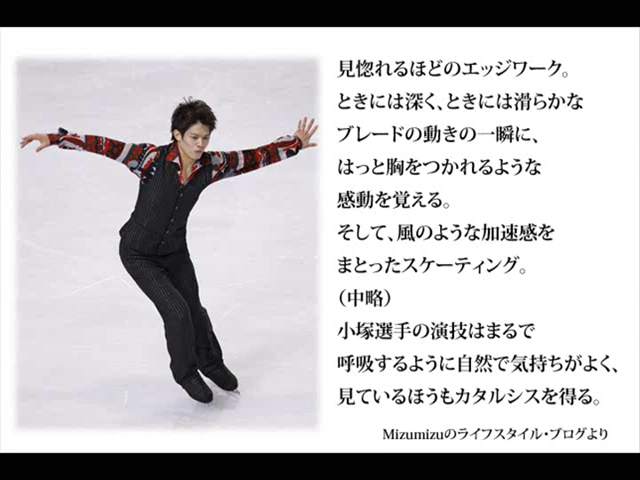 見惚れるほどのエッジワーク。
ときには深く、ときには滑らかな
ブレードの動きの一瞬に、
はっと胸をつかれるような
感動を覚える。
そして、風のような加速感を
まとったスケーティング。
（中略）
小塚選手の演技はまるで
呼吸するように自然で気持ちがよく、
見ているほうもカタルシスを得る。
Mizumizuのライフスタイル・ブログより